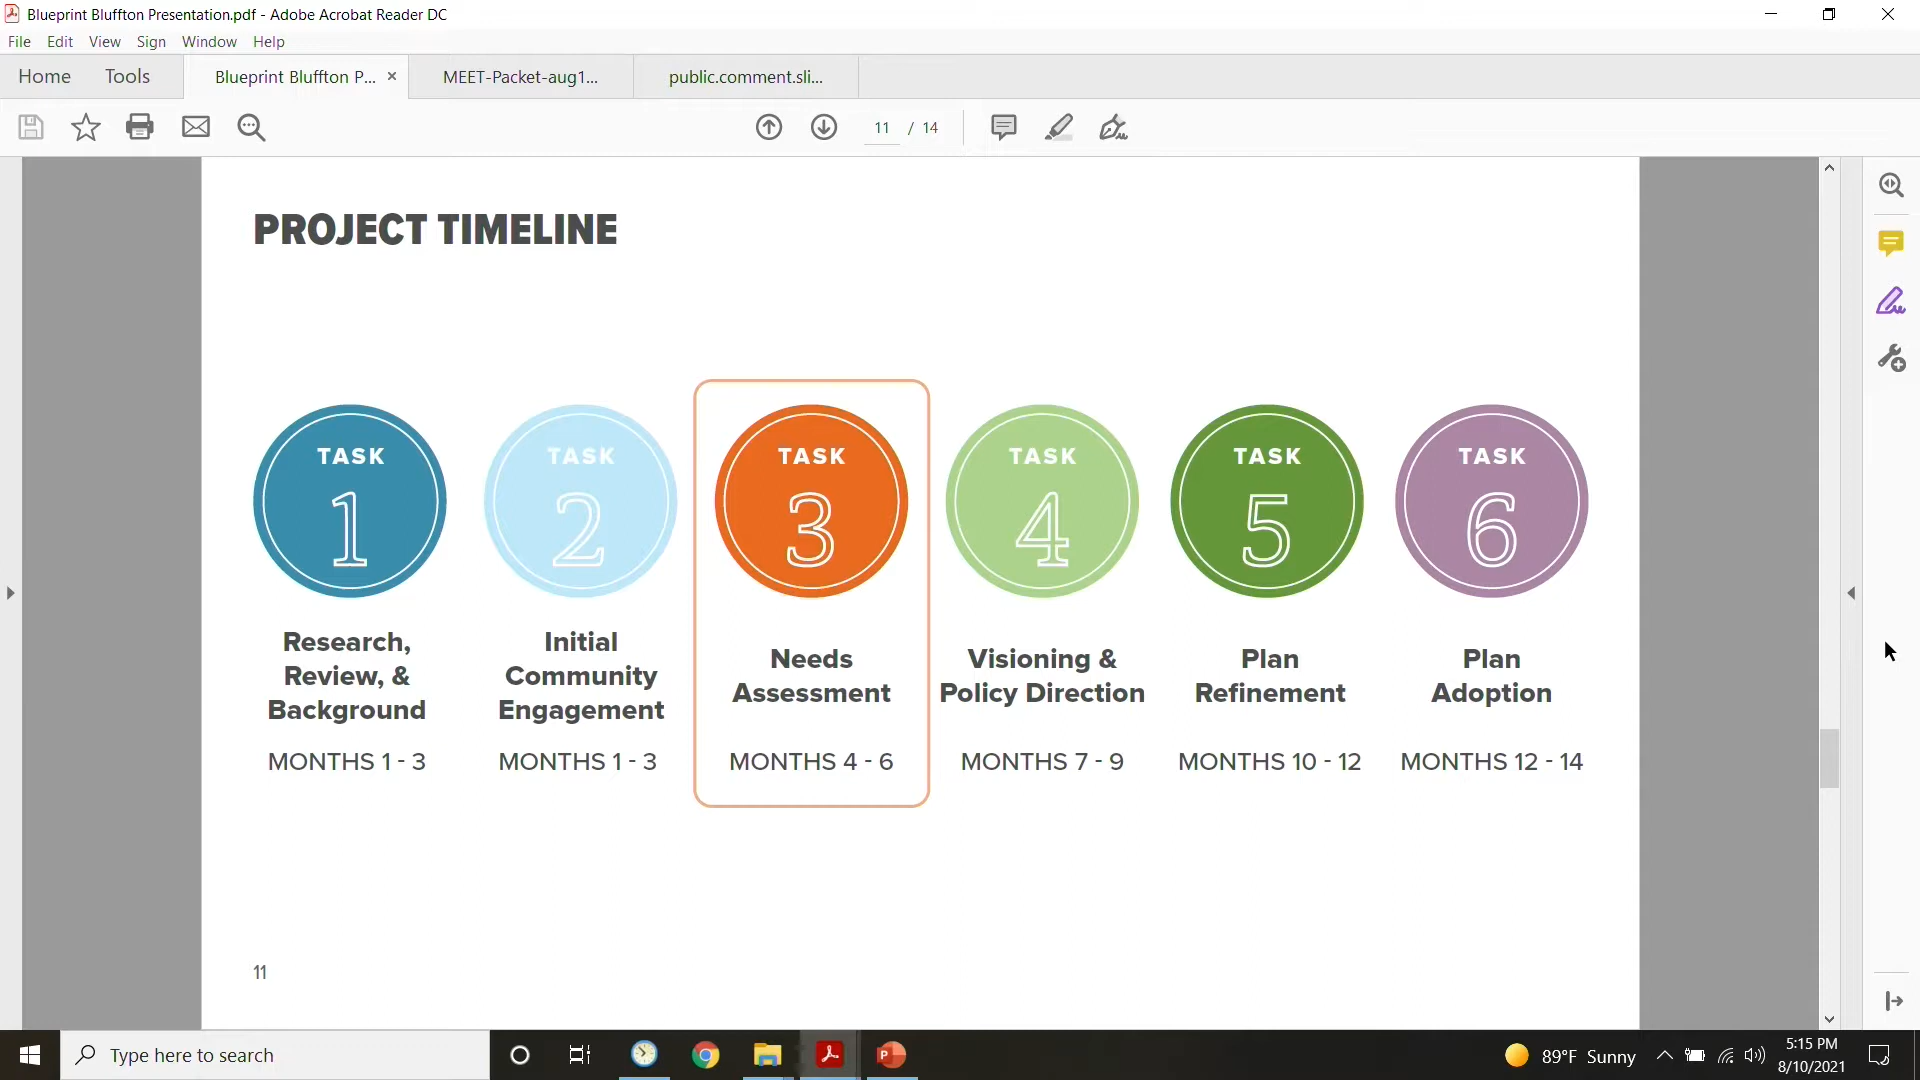 Blueprint Bluffton Presentation.pdf - Adobe Acrobat Reader DC
File Edit View Sign Window Help
Home Tools Blueprint Bluffton P... MEET-Packet-aug1... public.comment.sli...
11 / 14
PROJECT TIMELINE
TASK
1
Research,
Review, &
Background
MONTHS 1 - 3
TASK
2
Initial
Community
Engagement
MONTHS 1 - 3
TASK
3
Needs
Assessment
MONTHS 4 - 6
TASK
4
Visioning &
Policy Direction
MONTHS 7 - 9
TASK
5
Plan
Refinement
MONTHS 10 - 12
TASK
6
Plan
Adoption
MONTHS 12 - 14
11
Type here to search
89°F Sunny
5:15 PM
8/10/2021